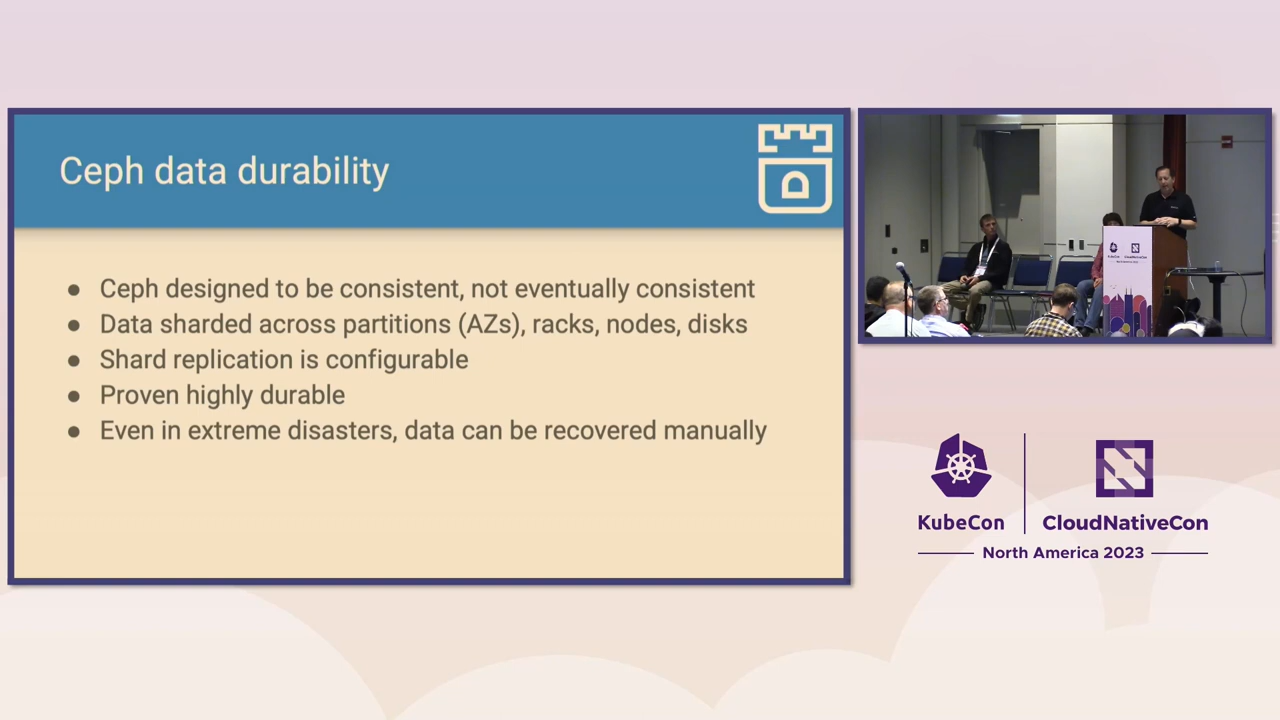 Ceph data durability
● Ceph designed to be consistent, not eventually consistent
● Data sharded across partitions (AZs), racks, nodes, disks
● Shard replication is configurable
● Proven highly durable
● Even in extreme disasters, data can be recovered manually
KubeCon
CloudNativeCon
North America 2023